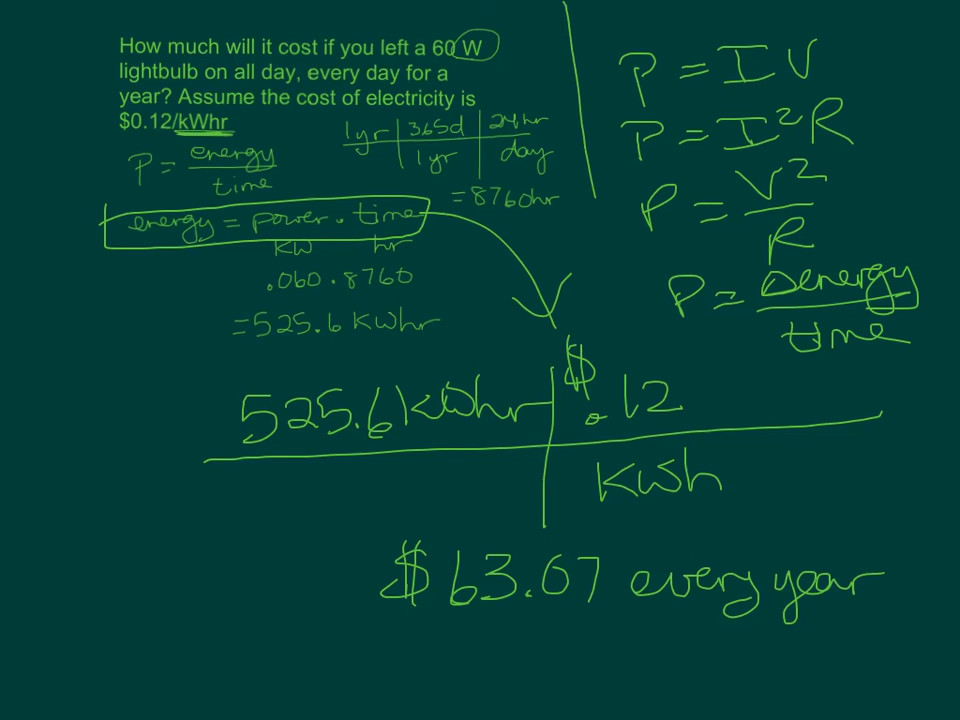 How much will it cost if you left a 60 W
lightbulb on all day, every day for a
year? Assume the cost of electricity is
$0.12/kWhr
1yr | 365d | 24hr
1yr | day
= 8760hr
P = energy
time
energy = power · time
KW hr
.060 · 8760
= 525.6 KWhr
P = IV
P = I²R
P = V²
R
P = Δenergy
time
525.6 KWhr | $.12
KWh
$63.07 every year